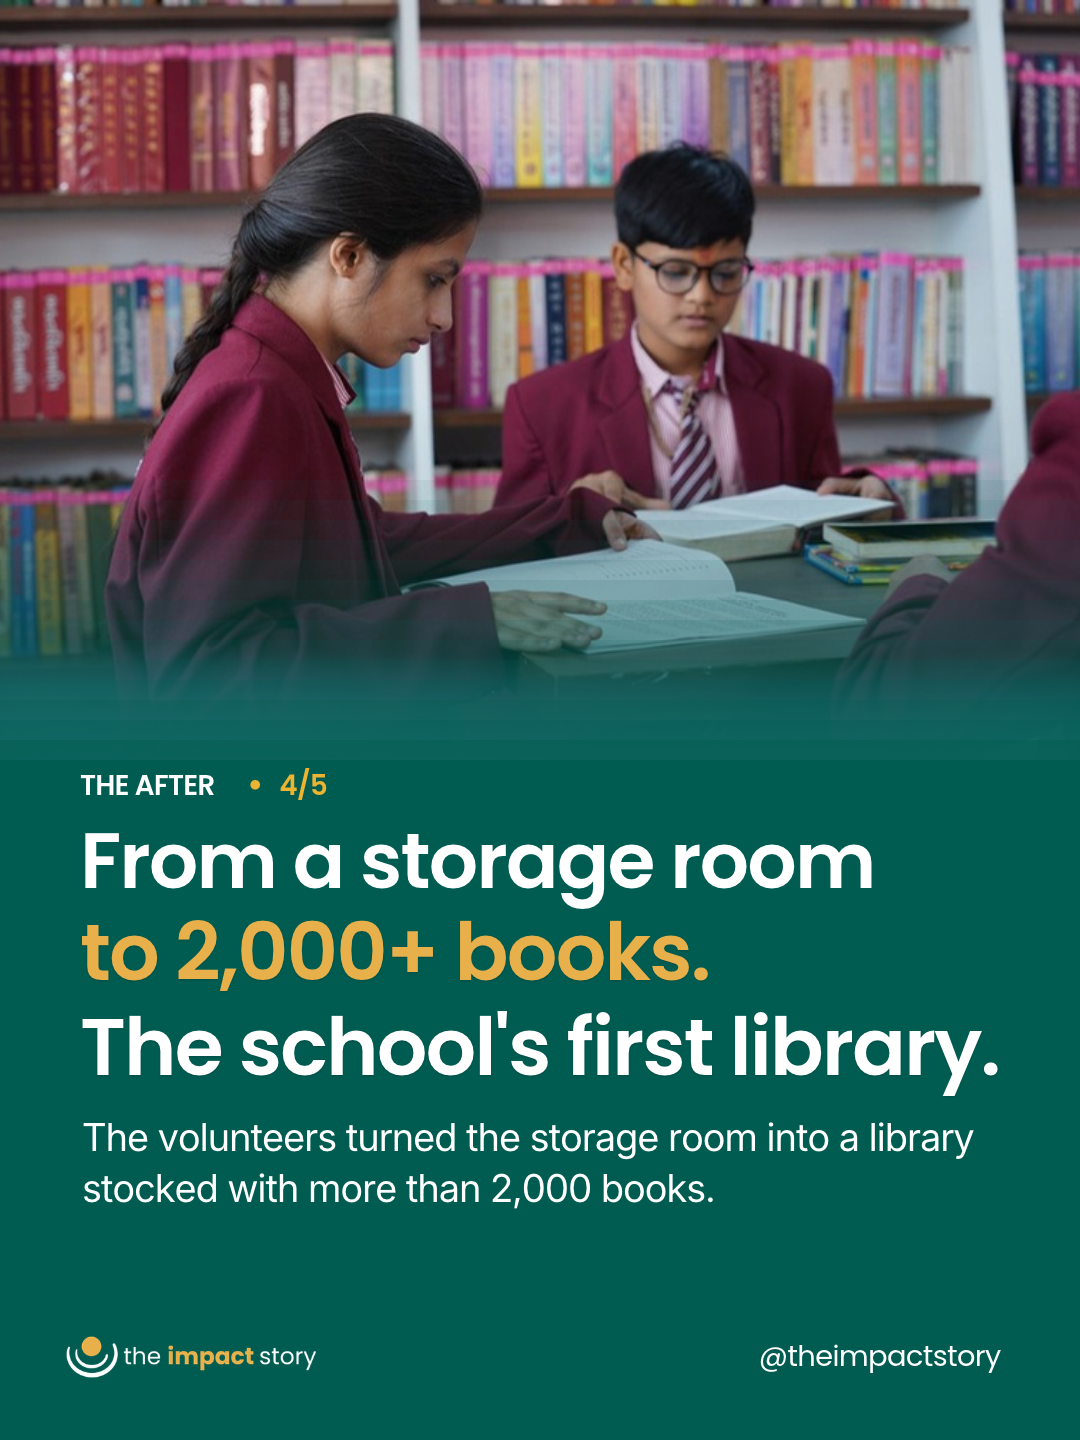 THE AFTER • 4/5
From a storage room
to 2,000+ books.
The school's first library.
The volunteers turned the storage room into a library
stocked with more than 2,000 books.
the impact story
@theimpactstory